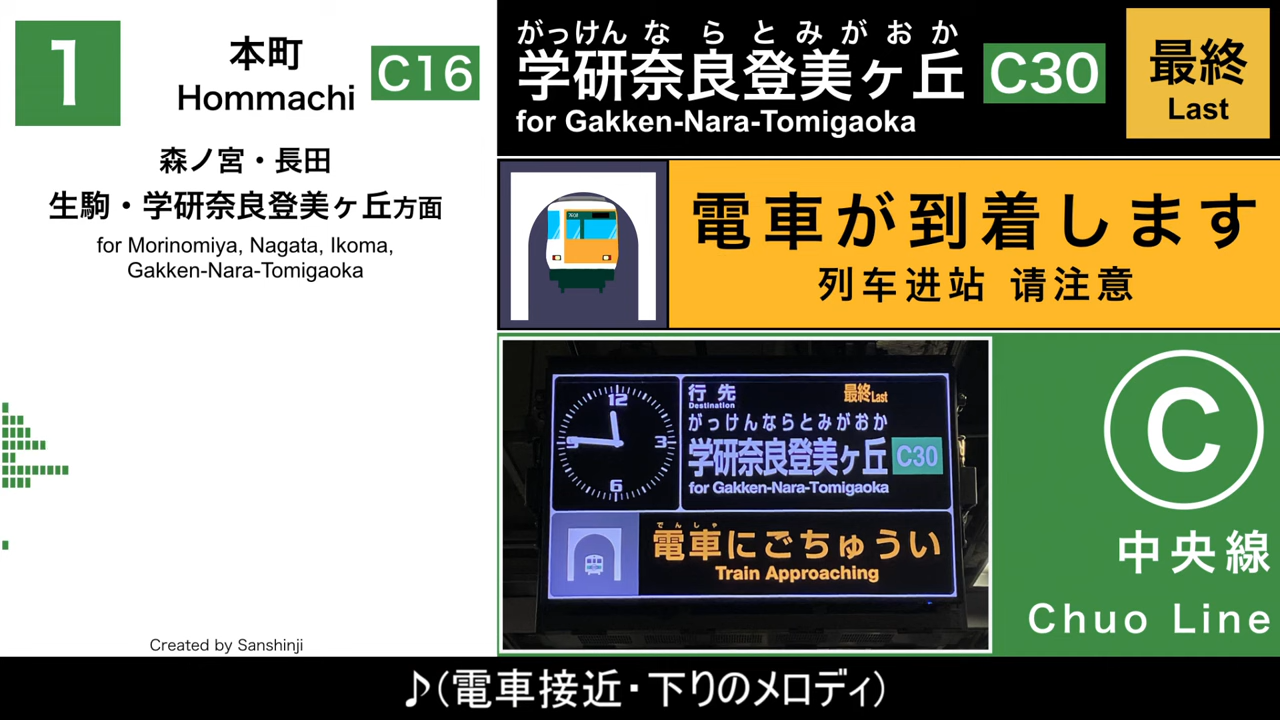 1
本町
Hommachi
C16
森ノ宮・長田
生駒・学研奈良登美ヶ丘方面
for Morinomiya, Nagata, Ikoma,
Gakken-Nara-Tomigaoka
Created by Sanshinji
がっけんならとみがおか
学研奈良登美ヶ丘
C30
for Gakken-Nara-Tomigaoka
最終
Last
電車が到着します
列车进站 请注意
12
3
6
9
行先
Destination
最終Last
がっけんならとみがおか
学研奈良登美ヶ丘 C30
for Gakken-Nara-Tomigaoka
でんしゃ
電車にごちゅうい
Train Approaching
C
中央線
Chuo Line
♪(電車接近・下りのメロディ)